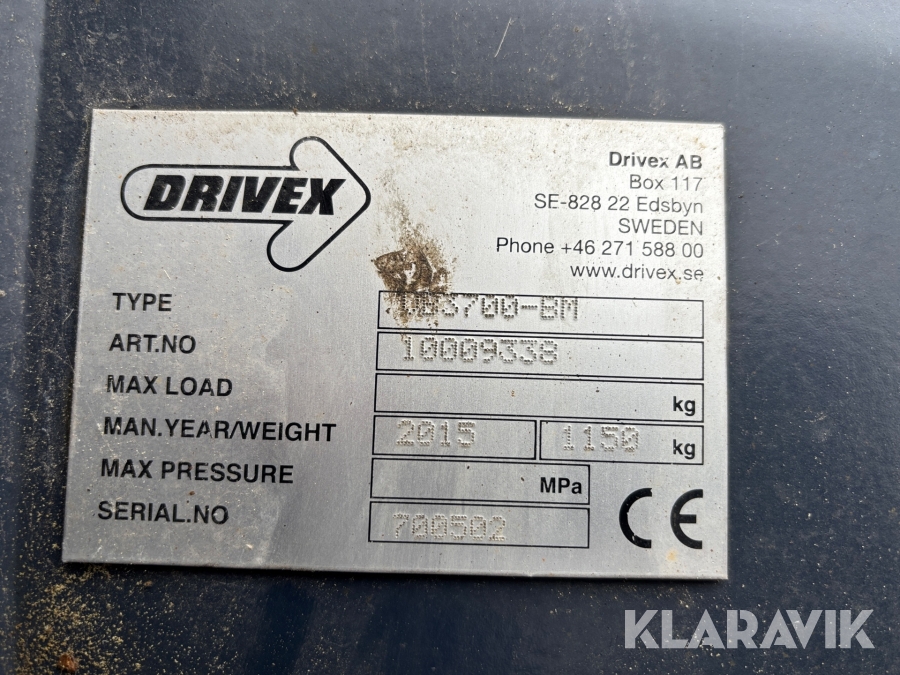 DRIVEX
Drivex AB
Box 117
SE-828 22 Edsbyn
SWEDEN
Phone +46 271 588 00
www.drivex.se
TYPE
ART.NO 10009338
MAX LOAD kg
MAN.YEAR/WEIGHT 2015 1150 kg
MAX PRESSURE MPa
SERIAL.NO 700502
CE
KLARAVIK